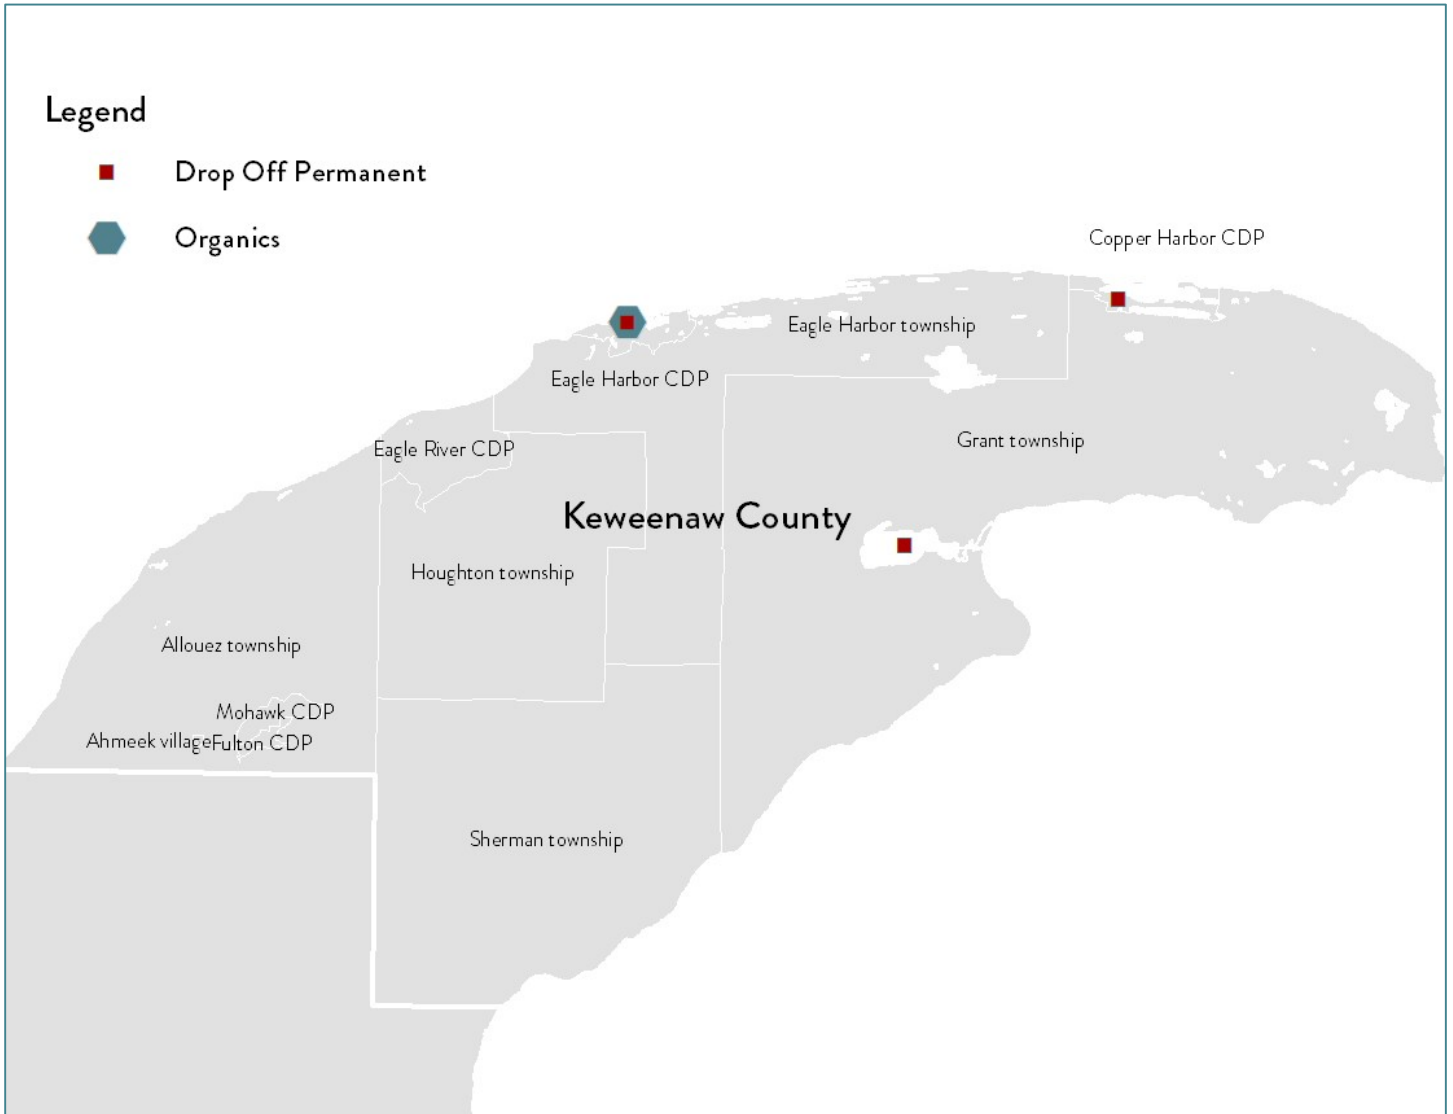 Legend
Drop Off Permanent
Organics
Copper Harbor CDP
Eagle Harbor township
Eagle Harbor CDP
Grant township
Eagle River CDP
Keweenaw County
Houghton township
Allouez township
Mohawk CDP
Ahmeek village
Fulton CDP
Sherman township